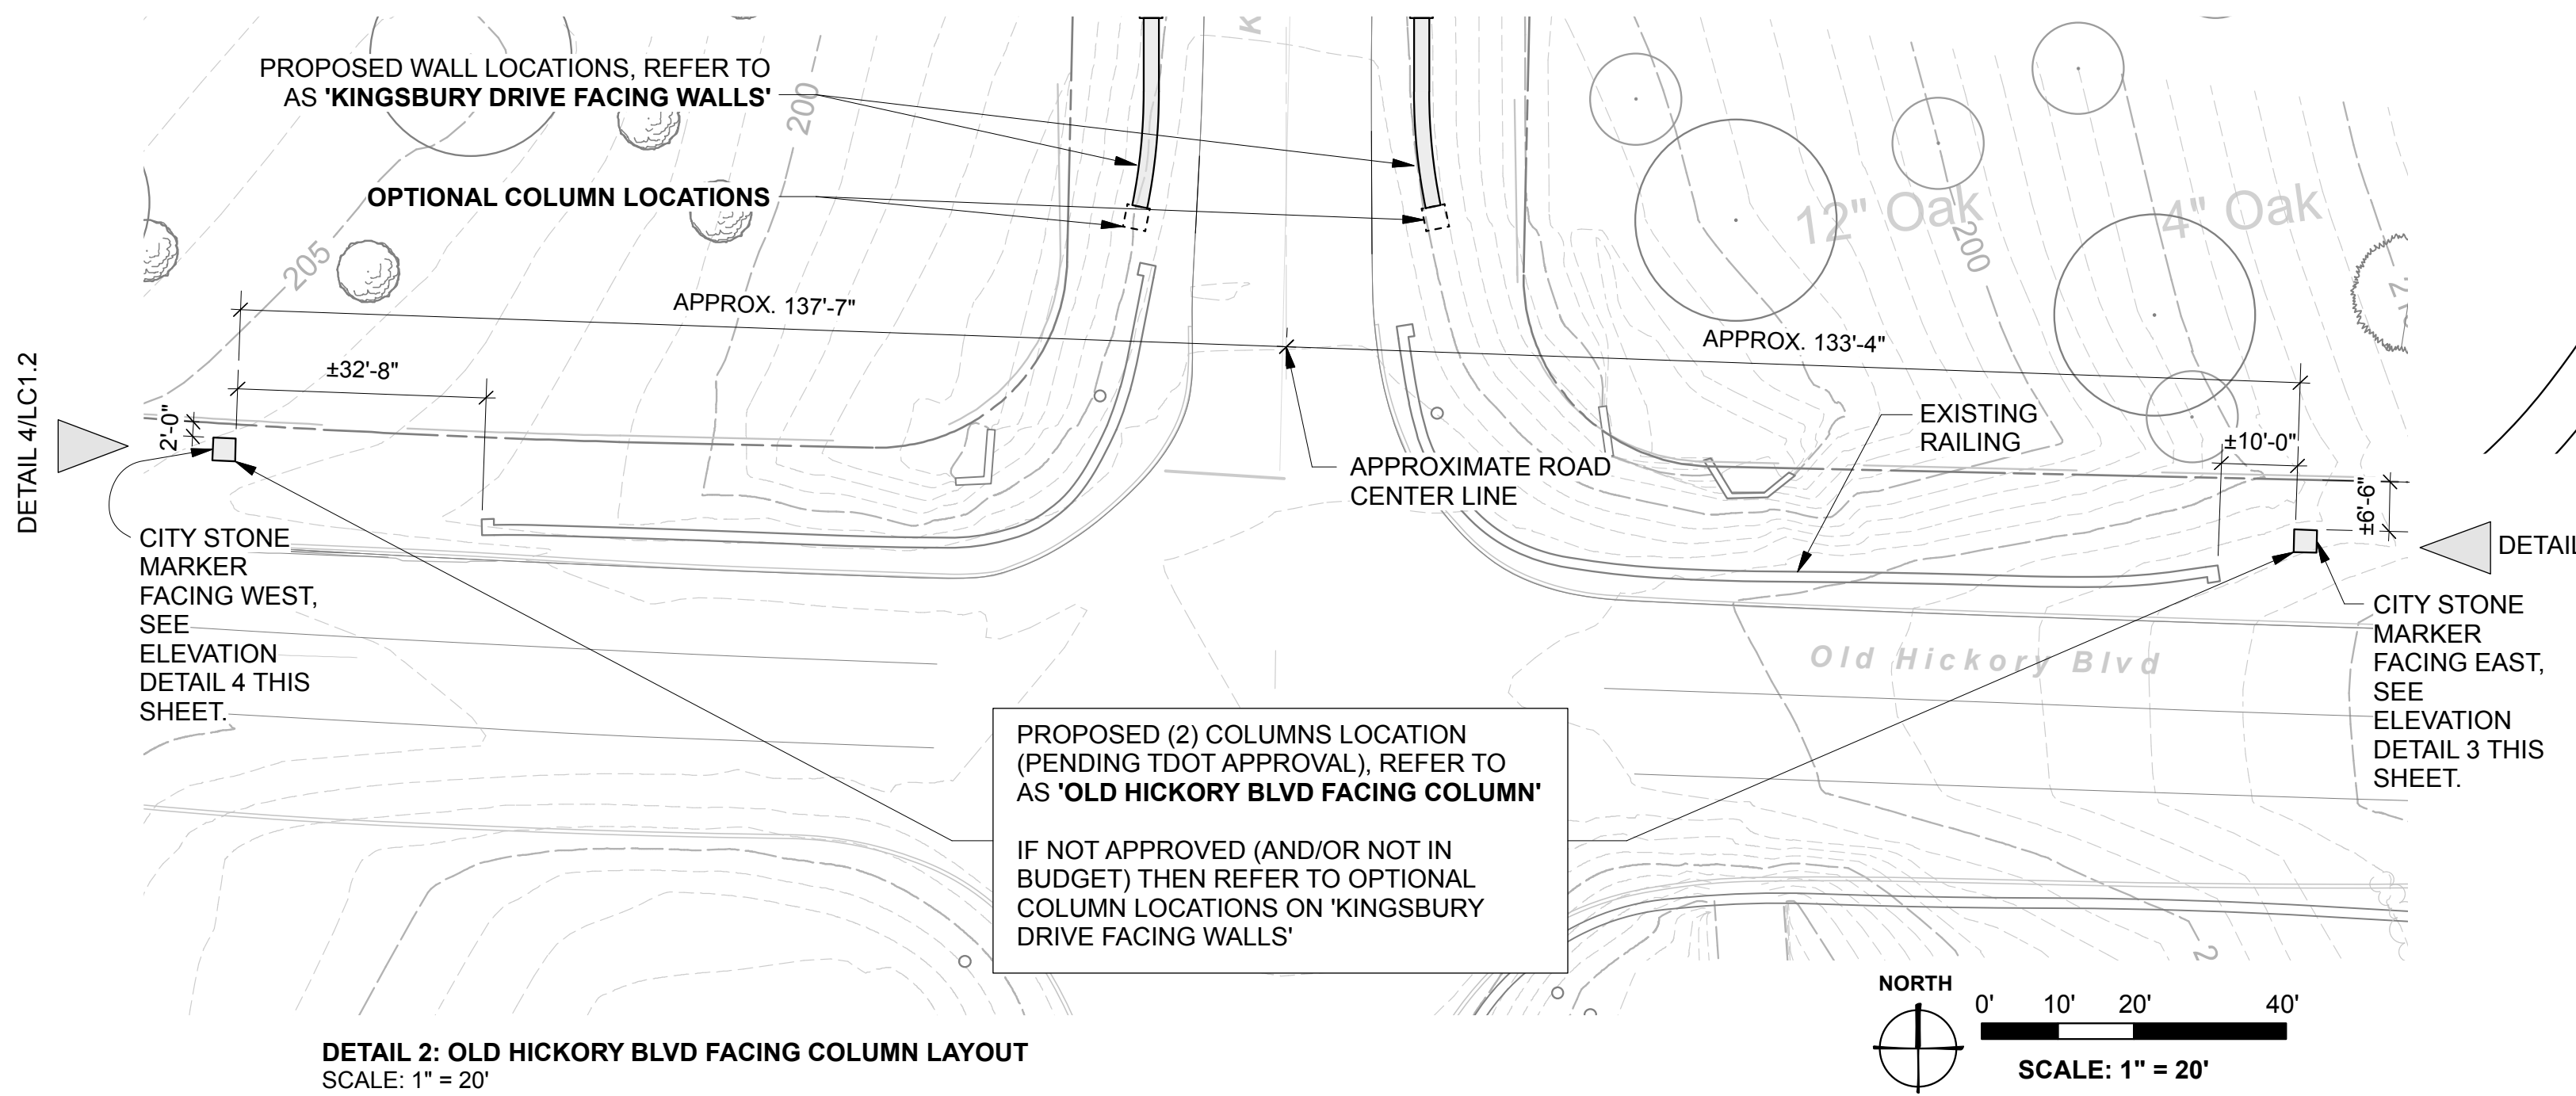 PROPOSED WALL LOCATIONS, REFER TO
AS 'KINGSBURY DRIVE FACING WALLS'
OPTIONAL COLUMN LOCATIONS
200
205
12" Oak
4" Oak
200
APPROX. 137'-7"
APPROX. 133'-4"
±32'-8"
2'-0"
DETAIL 4/LC1.2
EXISTING
RAILING
±10'-0"
±6'-6"
APPROXIMATE ROAD
CENTER LINE
CITY STONE
MARKER
FACING WEST,
SEE
ELEVATION
DETAIL 4 THIS
SHEET.
DETAIL
CITY STONE
MARKER
FACING EAST,
SEE
ELEVATION
DETAIL 3 THIS
SHEET.
Old Hickory Blvd
PROPOSED (2) COLUMNS LOCATION
(PENDING TDOT APPROVAL), REFER TO
AS 'OLD HICKORY BLVD FACING COLUMN'
IF NOT APPROVED (AND/OR NOT IN
BUDGET) THEN REFER TO OPTIONAL
COLUMN LOCATIONS ON 'KINGSBURY
DRIVE FACING WALLS'
NORTH
0' 10' 20' 40'
SCALE: 1" = 20'
DETAIL 2: OLD HICKORY BLVD FACING COLUMN LAYOUT
SCALE: 1" = 20'